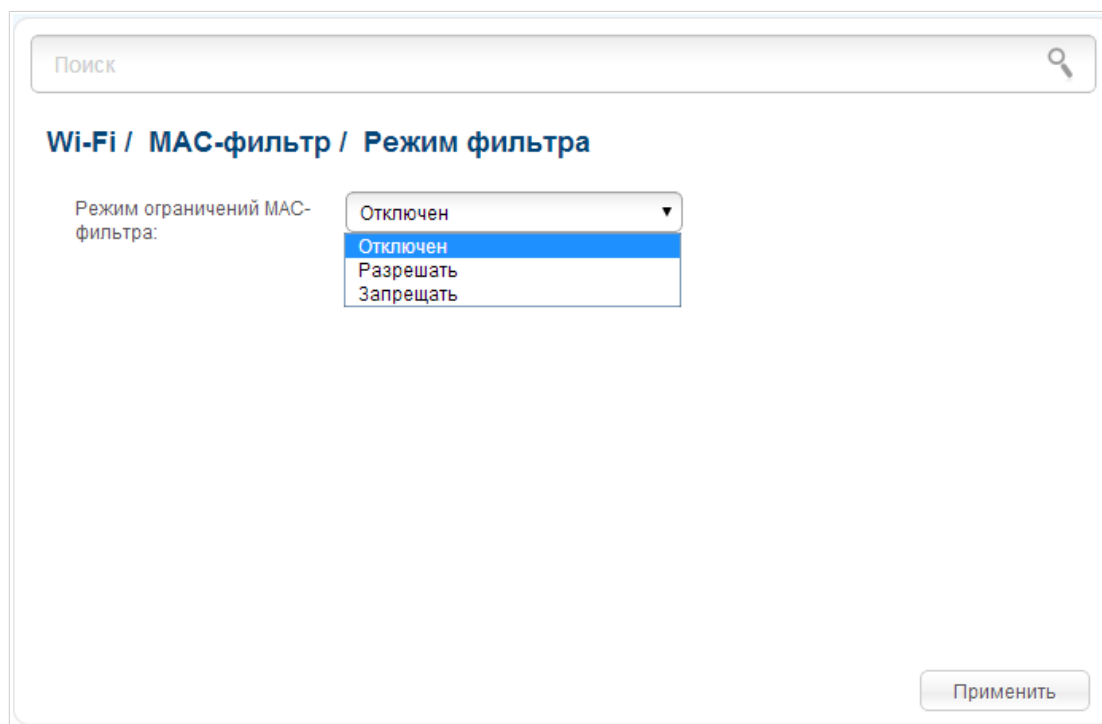 Поиск
Wi-Fi / MAC-фильтр / Режим фильтра
Режим ограничений MAC-
фильтра:
Отключен
Отключен
Разрешать
Запрещать
Применить